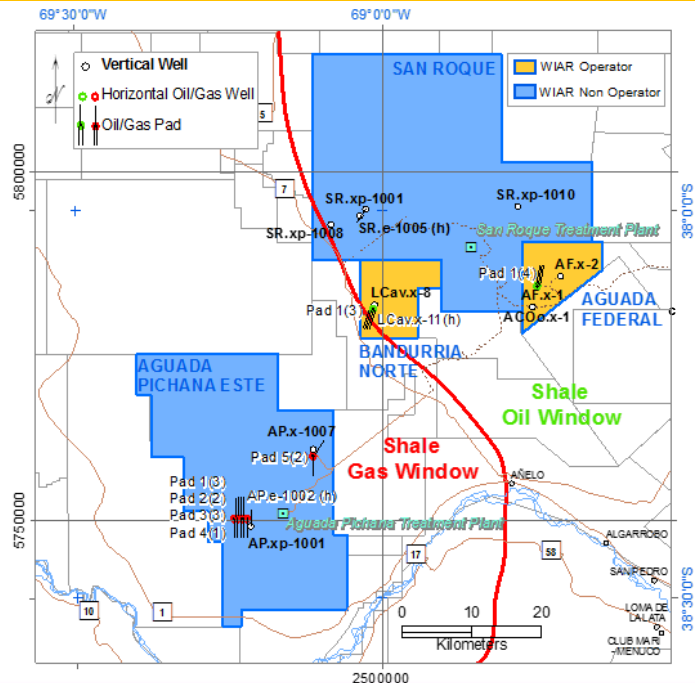 69°30'0"W
69°0'0"W
Vertical Well
Horizontal Oil/Gas Well
Oil/Gas Pad
N
SAN ROQUE
WIAR Operator
WIAR Non Operator
5
5800000
7
SR.xp-1001
SR.xp-1010
38°0'0"S
SR.e-1005 (h)
SR.xp-1008
San Roque Treatment Plant
AF.x-2
Pad 1(4)
LCav.x-8
AF.x-1
Pad 1(3)
LCav.x-11(h)
ACOo.x-1
AGUADA
FEDERAL
BANDURRIA
NORTE
AGUADA
PICHANA ESTE
Shale
Oil Window
AP.x-1007
Shale
Gas Window
Pad 5(2)
AÑELO
Pad 1(3)
Pad 2(2)
AP.e-1002 (h)
Pad 3(3)
Aguada Pichana Treatment Plant
Pad 4(1)
AP.xp-1001
5750000
ALGARROBO
17
58
SAN PEDRO
38°30'0"S
10
1
0
10
20
Kilometers
LOMA DE
LA LATA
CLUB MARI
-MENUCO
2500000